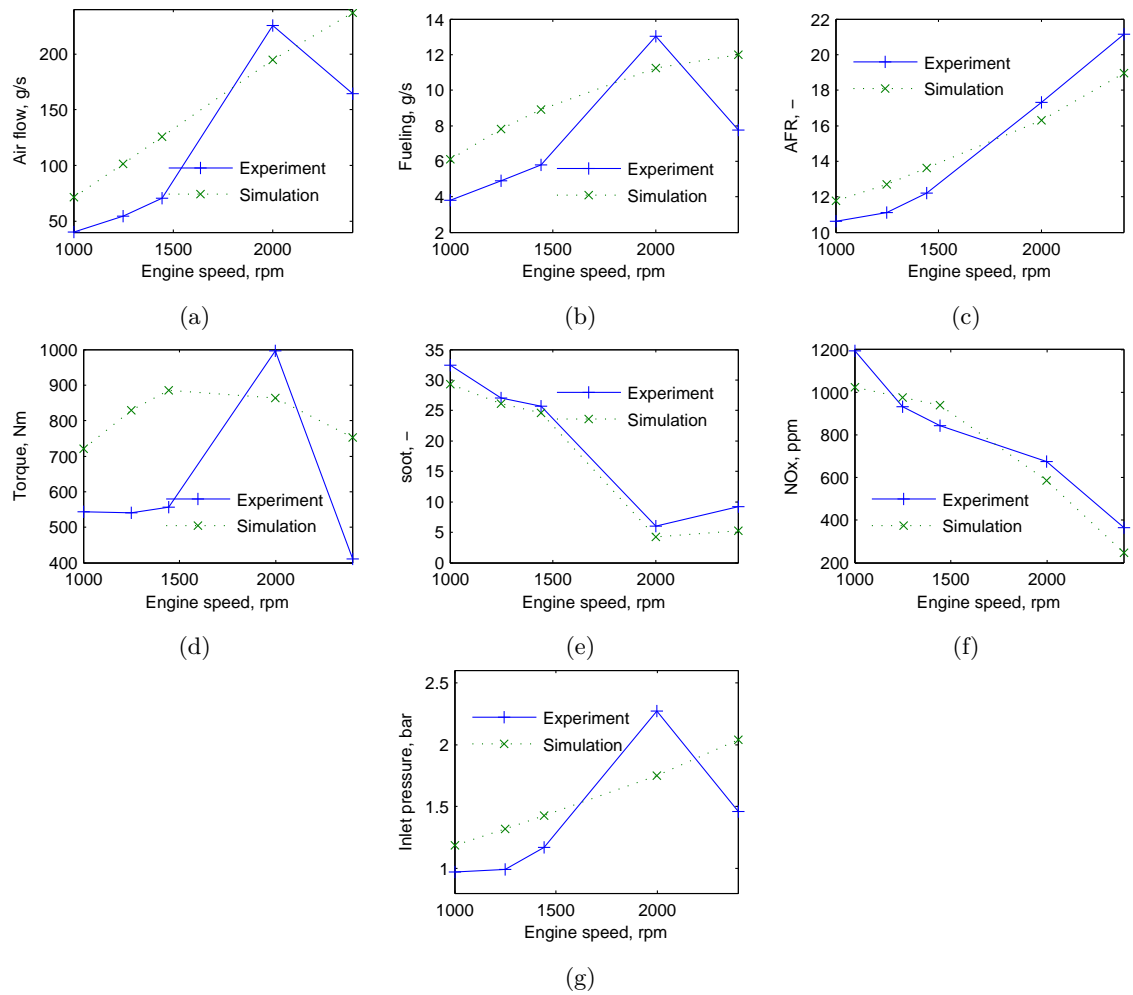 200
150
100
50
Air flow, g/s
Experiment
Simulation
1000 1500 2000
Engine speed, rpm
(a)
14
12
10
8
6
4
2
Fueling, g/s
Experiment
Simulation
1000 1500 2000
Engine speed, rpm
(b)
22
20
18
16
14
12
10
AFR, –
Experiment
Simulation
1000 1500 2000
Engine speed, rpm
(c)
1000
900
800
700
600
500
400
Torque, Nm
Experiment
Simulation
1000 1500 2000
Engine speed, rpm
(d)
35
30
25
20
15
10
5
0
soot, –
Experiment
Simulation
1000 1500 2000
Engine speed, rpm
(e)
1200
1000
800
600
400
200
NOx, ppm
Experiment
Simulation
1000 1500 2000
Engine speed, rpm
(f)
2.5
2
1.5
1
Inlet pressure, bar
Experiment
Simulation
1000 1500 2000
Engine speed, rpm
(g)